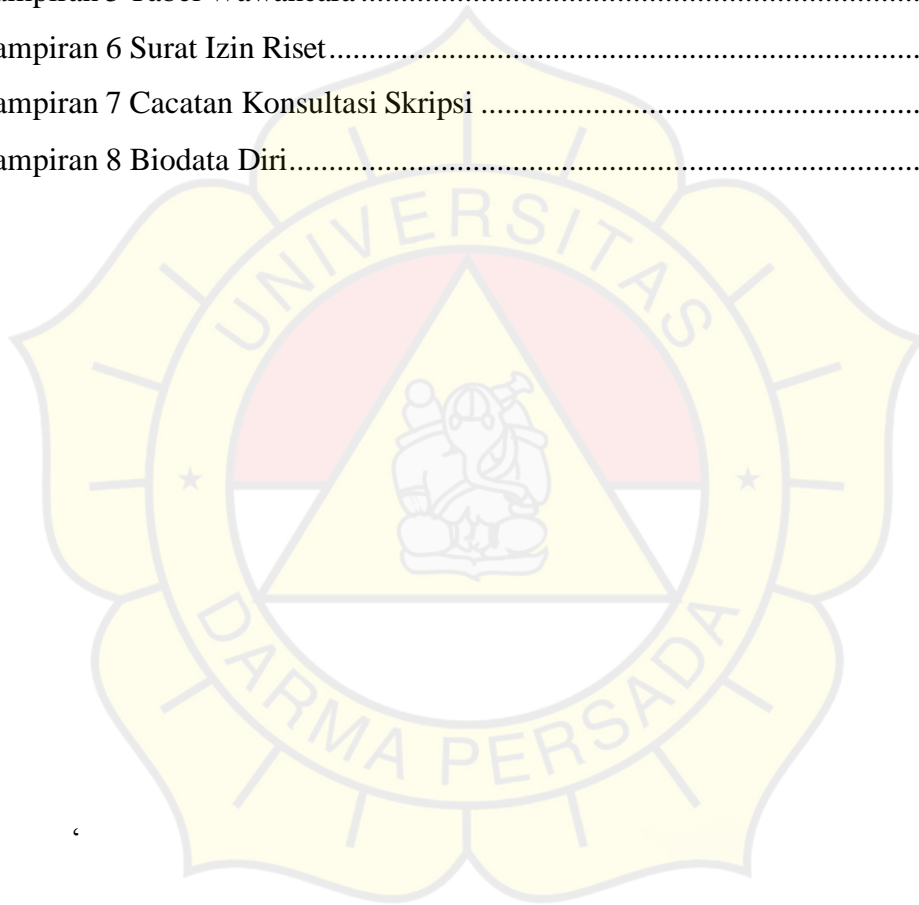 ampiran 6 Surat Izin Riset.......................................................................
ampiran 7 Cacatan Konsultasi Skripsi .......................................................
ampiran 8 Biodata Diri............................................................................
UNIVERSITAS
DARMA PERSADA
‘